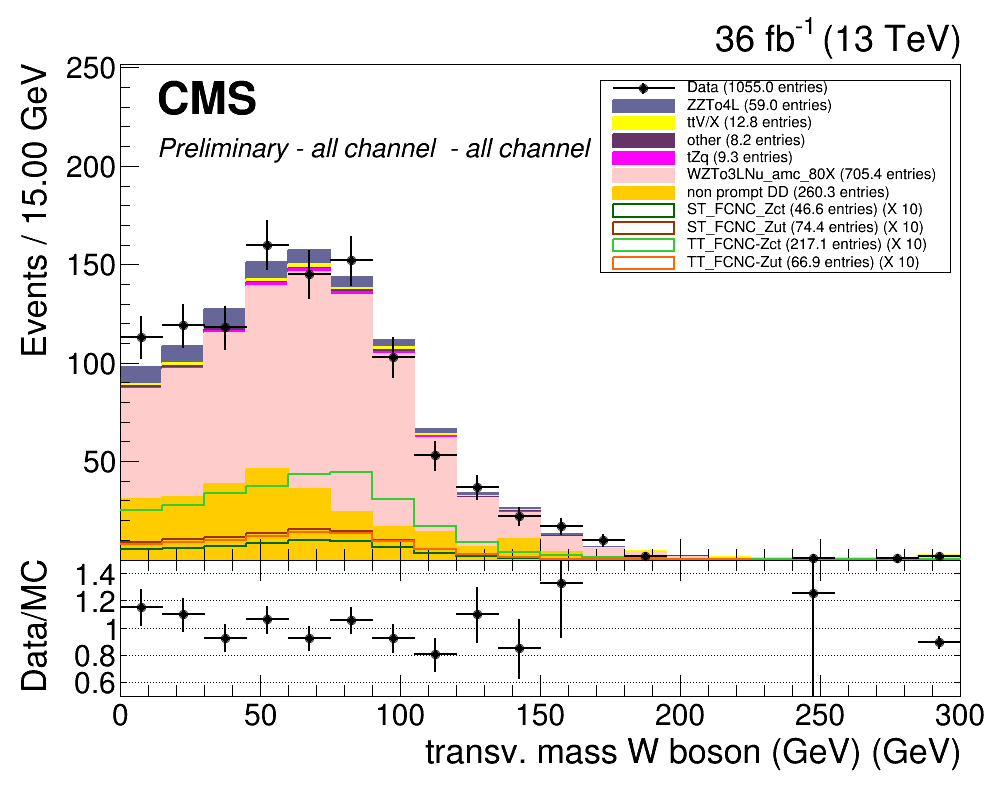 36 fb-1 (13 TeV)
CMS
Preliminary - all channel - all channel
Data (1055.0 entries)
ZZTo4L (59.0 entries)
ttV/X (12.8 entries)
other (8.2 entries)
tZq (9.3 entries)
WZTo3LNu_amc_80X (705.4 entries)
non prompt DD (260.3 entries)
ST_FCNC_Zct (46.6 entries) (X 10)
ST_FCNC_Zut (74.4 entries) (X 10)
TT_FCNC-Zct (217.1 entries) (X 10)
TT_FCNC-Zut (66.9 entries) (X 10)
Events / 15.00 GeV
250
200
150
100
50
Data/MC
1.4
1.2
1
0.8
0.6
0 50 100 150 200 250 300
transv. mass W boson (GeV) (GeV)